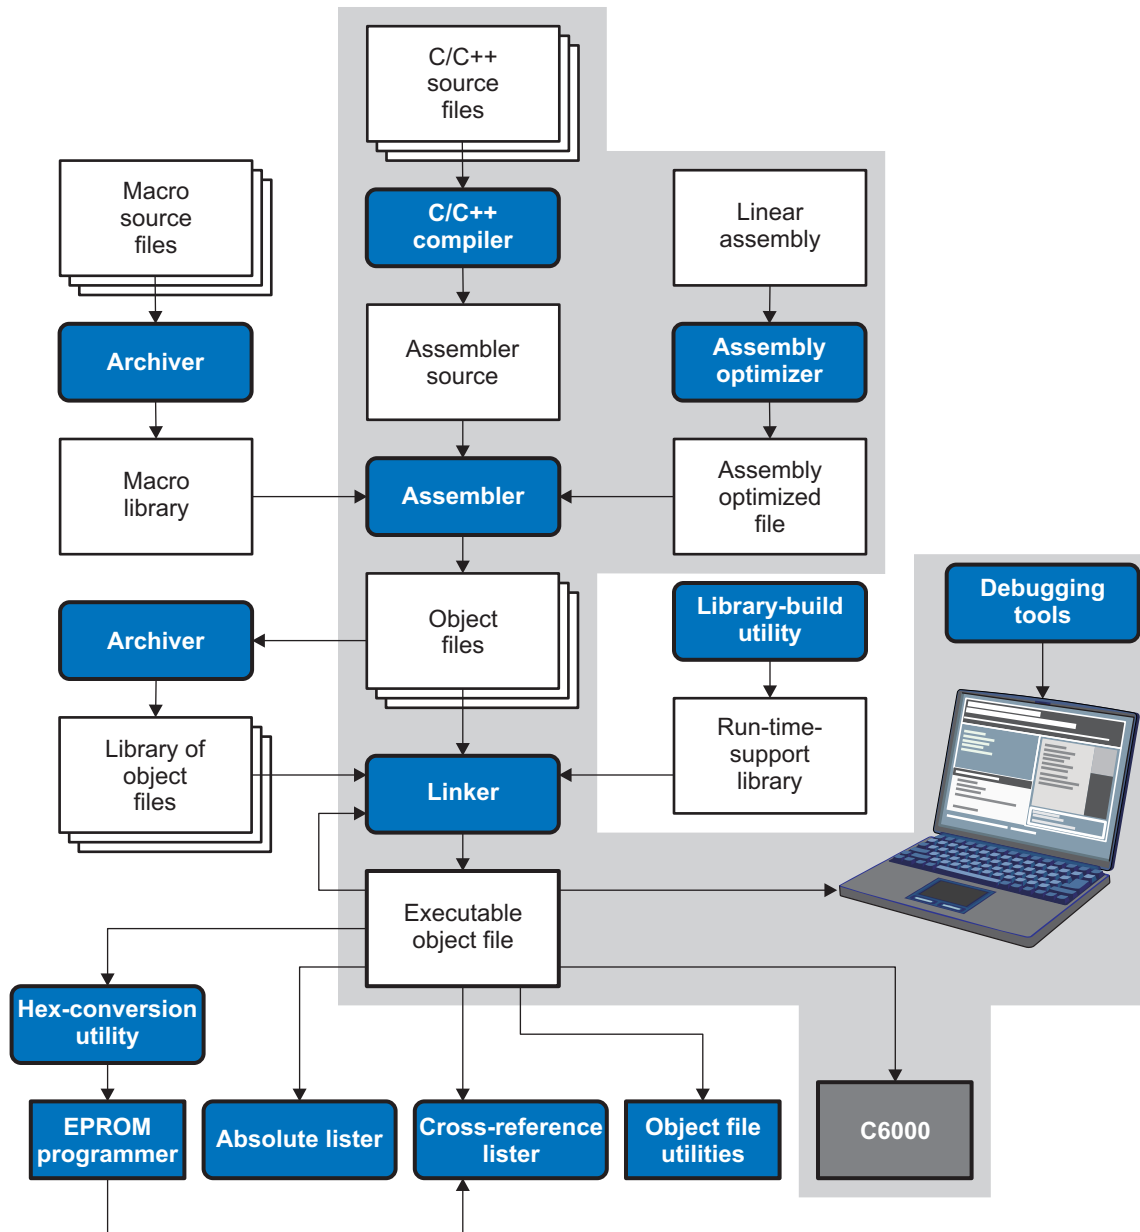 C/C++
source
files
Macro
source
files
C/C++
compiler
Linear
assembly
Archiver
Assembler
source
Assembly
optimizer
Macro
library
Assembler
Assembly
optimized
file
Archiver
Object
files
Library-build
utility
Debugging
tools
Library of
object
files
Linker
Run-time-
support
library
Executable
object file
Hex-conversion
utility
EPROM
programmer
Absolute lister
Cross-reference
lister
Object file
utilities
C6000